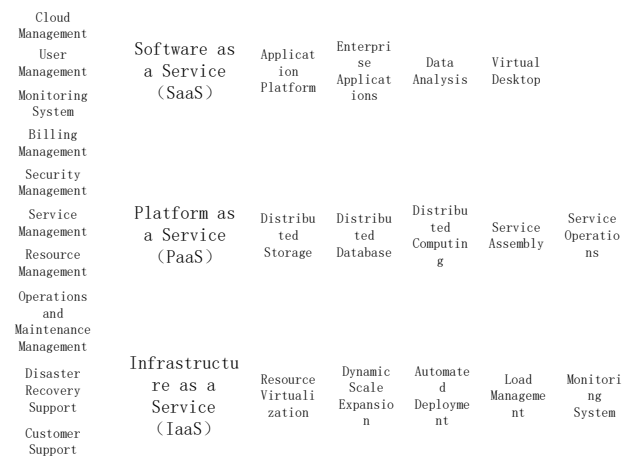 Cloud
Management
User
Management
Monitoring
System
Billing
Management
Security
Management
Service
Management
Resource
Management
Operations
and
Maintenance
Management
Disaster
Recovery
Support
Customer
Support
Software as
a Service
(SaaS)
Applicat
ion
Platform
Enterpri
se
Applicat
ions
Data
Analysis
Virtual
Desktop
Platform as
a Service
(PaaS)
Distribu
ted
Storage
Distribu
ted
Database
Distribu
ted
Computin
g
Service
Assembly
Service
Operatio
ns
Infrastructu
re as a
Service
(IaaS)
Resource
Virtuali
zation
Dynamic
Scale
Expansio
n
Automate
d
Deployme
nt
Load
Manageme
nt
Monitori
ng
System